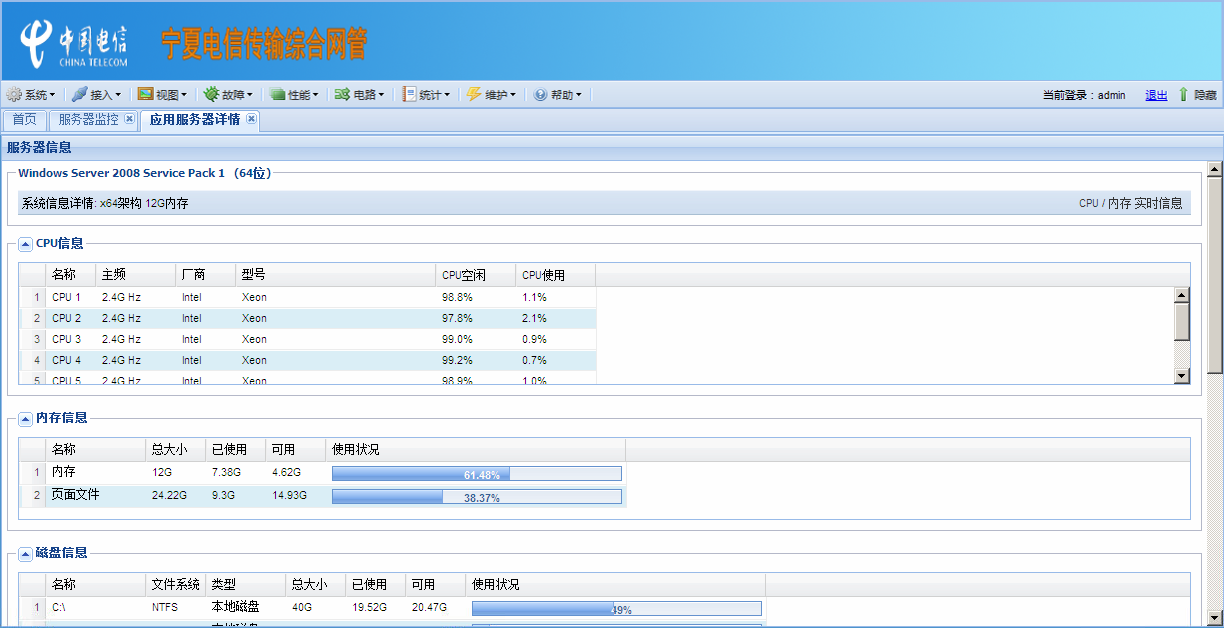 中国电信
CHINA TELECOM
宁夏电信传输综合网管
系统 接入 视图 故障 性能 电路 统计 维护 帮助 当前登录：admin 退出 隐藏
首页 服务器监控 应用服务器详情
服务器信息
Windows Server 2008 Service Pack 1 （64位）
系统信息详情: x64架构 12G内存 CPU / 内存 实时信息
CPU信息
名称 主频 厂商 型号 CPU空闲 CPU使用
1 CPU 1 2.4G Hz Intel Xeon 98.8% 1.1%
2 CPU 2 2.4G Hz Intel Xeon 97.8% 2.1%
3 CPU 3 2.4G Hz Intel Xeon 99.0% 0.9%
4 CPU 4 2.4G Hz Intel Xeon 99.2% 0.7%
5 CPU 5 2.4G Hz Intel Xeon 98.9% 1.0%
内存信息
名称 总大小 已使用 可用 使用状况
1 内存 12G 7.38G 4.62G 61.48%
2 页面文件 24.22G 9.3G 14.93G 38.37%
磁盘信息
名称 文件系统 类型 总大小 已使用 可用 使用状况
1 C:\ NTFS 本地磁盘 40G 19.52G 20.47G 49%